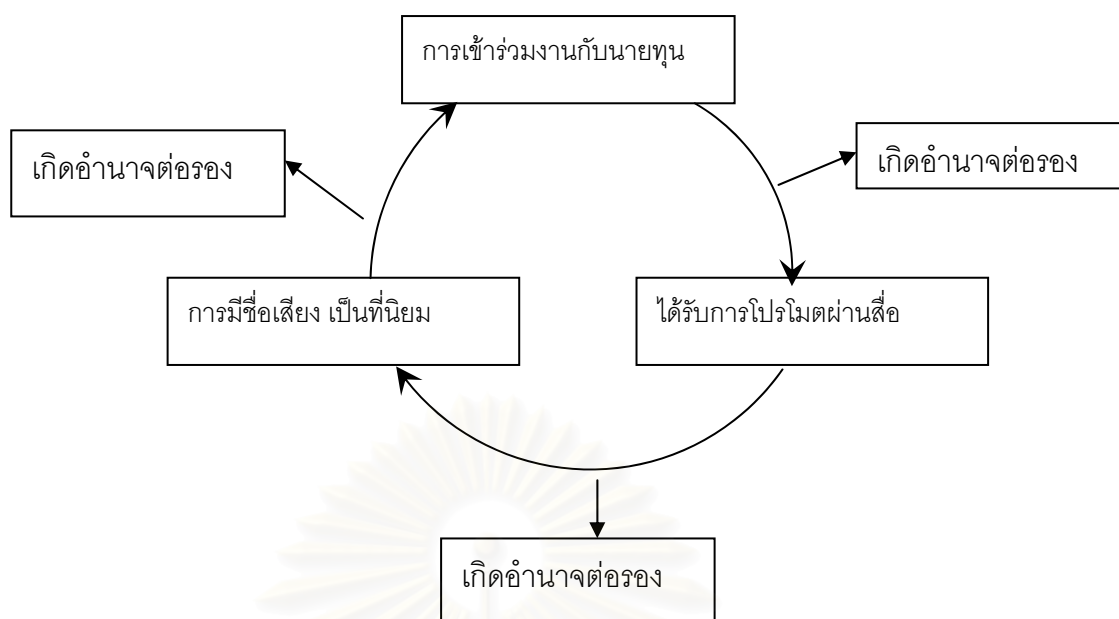 การเข้าร่วมงานกับนายทุน
เกิดอำนาจต่อรอง
เกิดอำนาจต่อรอง
การมีชื่อเสียง เป็นที่นิยม
ได้รับการโปรโมตผ่านสื่อ
เกิดอำนาจต่อรอง